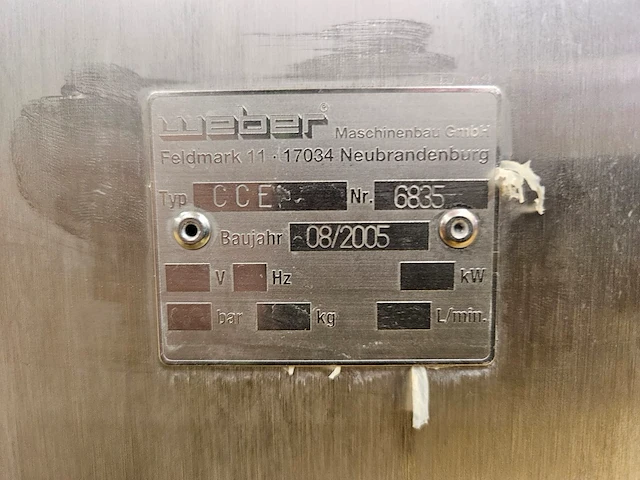 weber® Maschinenbau GmbH
Feldmark 11 · 17034 Neubrandenburg
Typ CCE Nr. 6835
Baujahr 08/2005
V Hz kW
bar kg L/min.